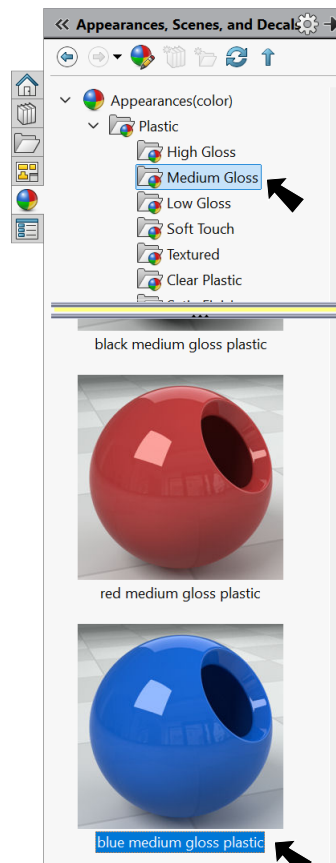 Appearances, Scenes, and Decals
Appearances(color)
Plastic
High Gloss
Medium Gloss
Low Gloss
Soft Touch
Textured
Clear Plastic
black medium gloss plastic
red medium gloss plastic
blue medium gloss plastic